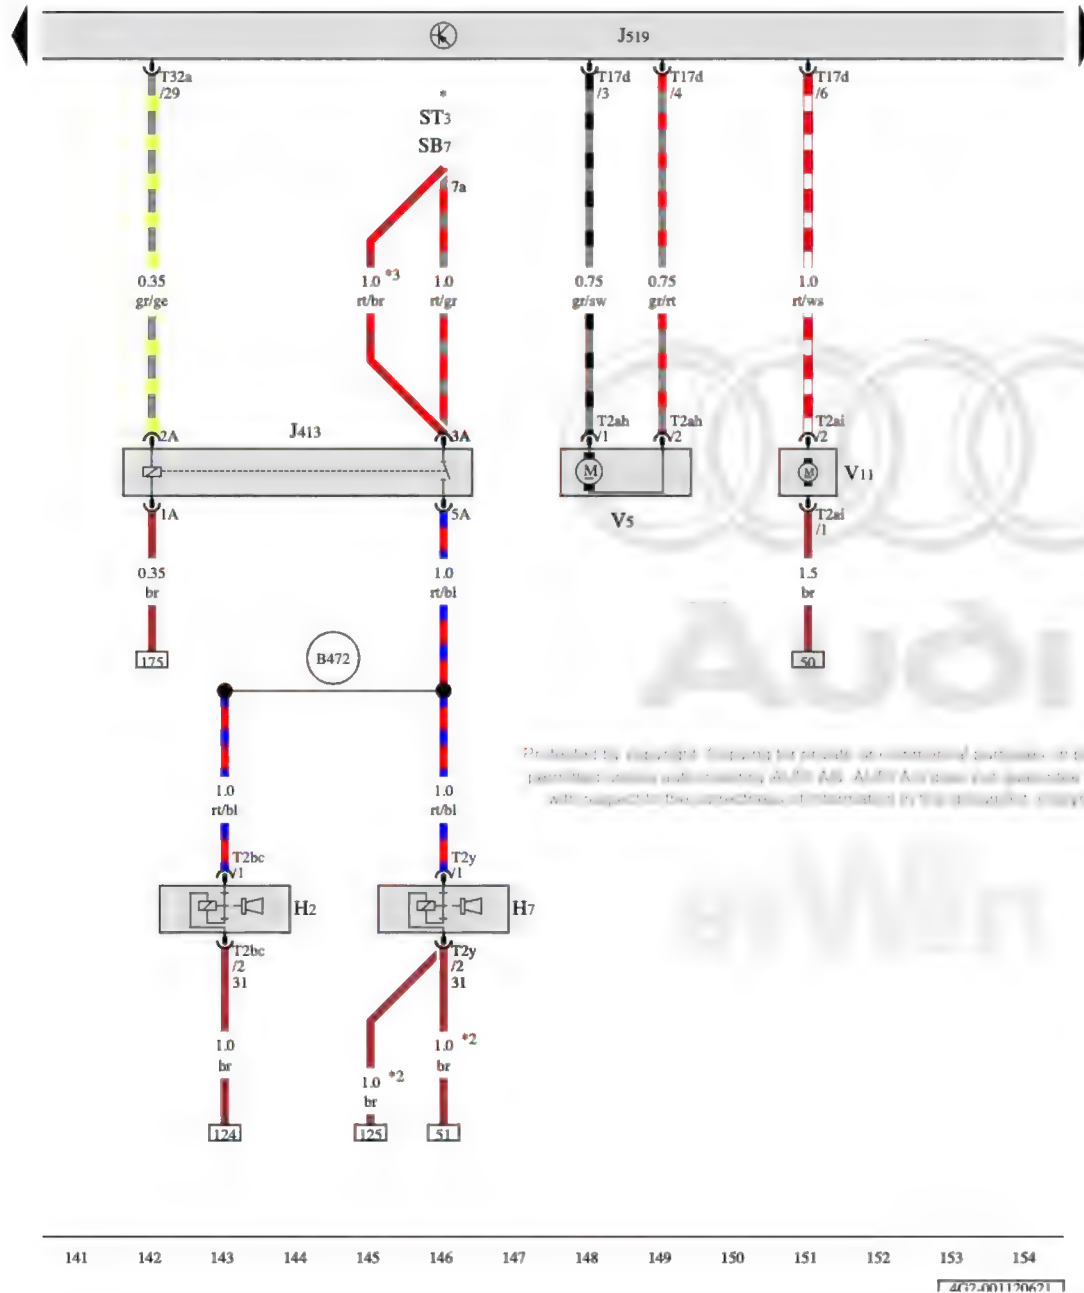 J519
T32a
/29
T17d
/3
T17d
/4
T17d
/6
*
ST3
SB7
7a
0.35
gr/ge
1.0 *3
rt/br
1.0
rt/gr
0.75
gr/sw
0.75
gr/rt
1.0
rt/ws
2A
J413
3A
T2ah
/1
T2ah
/2
T2ai
/2
M
M
V11
1A
5A
V5
T2ai
/1
0.35
br
1.0
rt/bl
1.5
br
175
B472
50
Audi
1.0
rt/bl
1.0
rt/bl
T2bc
/1
T2y
/1
H2
H7
T2bc
/2
31
T2y
/2
31
1.0
br
1.0 *2
br
1.0 *2
br
124
125
51
141 142 143 144 145 146 147 148 149 150 151 152 153 154
4G2-001120621